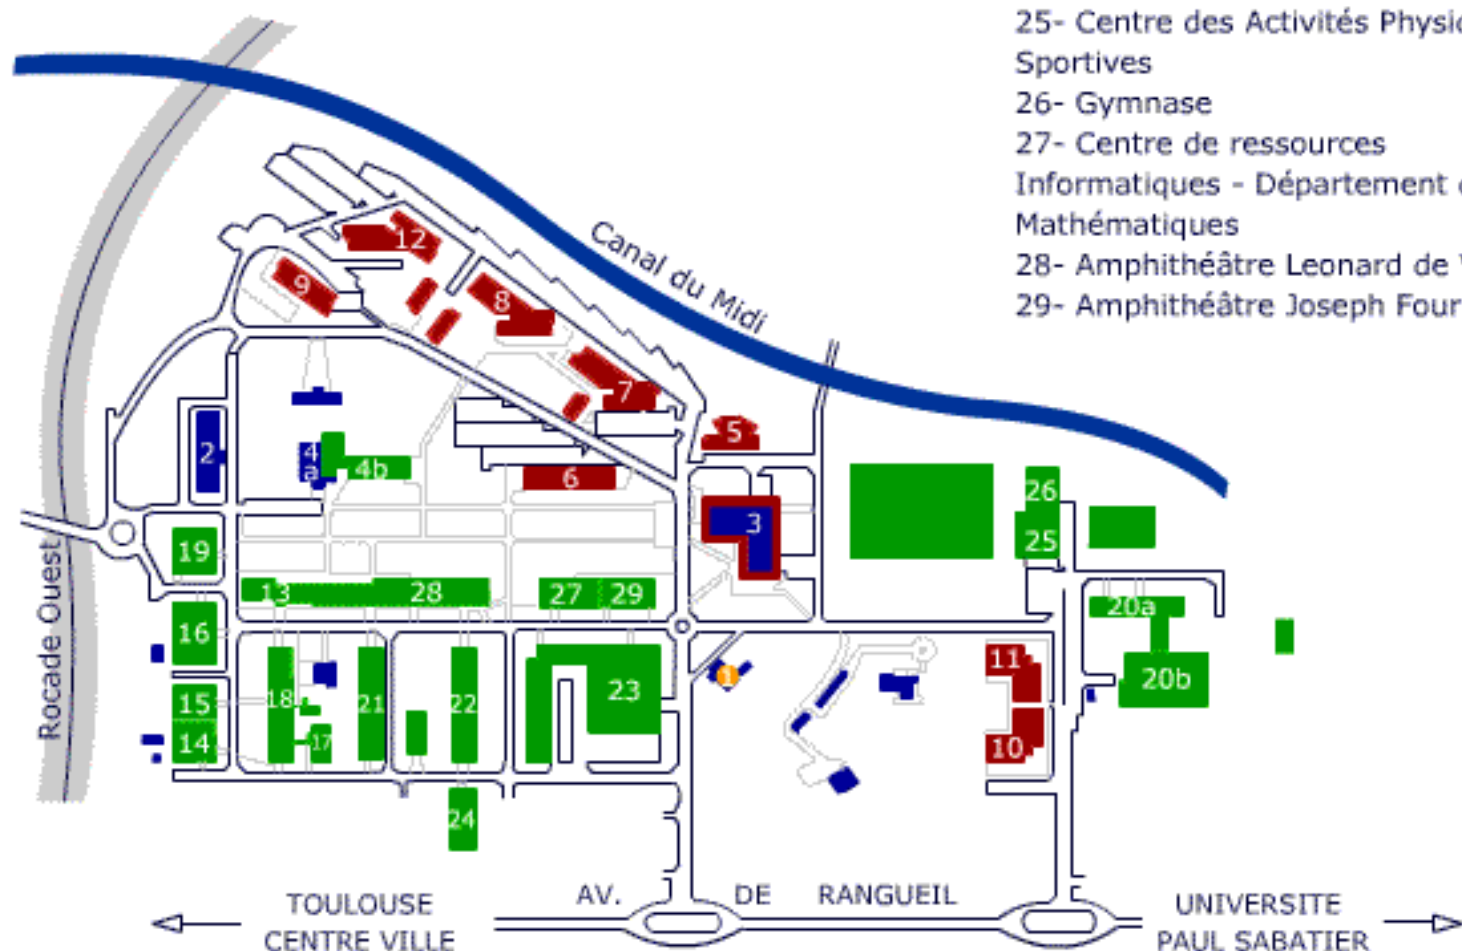 25- Centre des Activités Physi
Sportives
26- Gymnase
27- Centre de ressources
Informatiques - Département
Mathématiques
28- Amphithéâtre Leonard de
29- Amphithéâtre Joseph Four
Canal du Midi
12
9
8
7
5
2
4
a
4b
6
3
26
25
19
13
28
27
29
20a
16
11
20b
15
18
21
22
23
1
14
17
10
24
Rocade Ouest
AV. DE RANGUEIL
TOULOUSE
CENTRE VILLE
UNIVERSITE
PAUL SABATIER